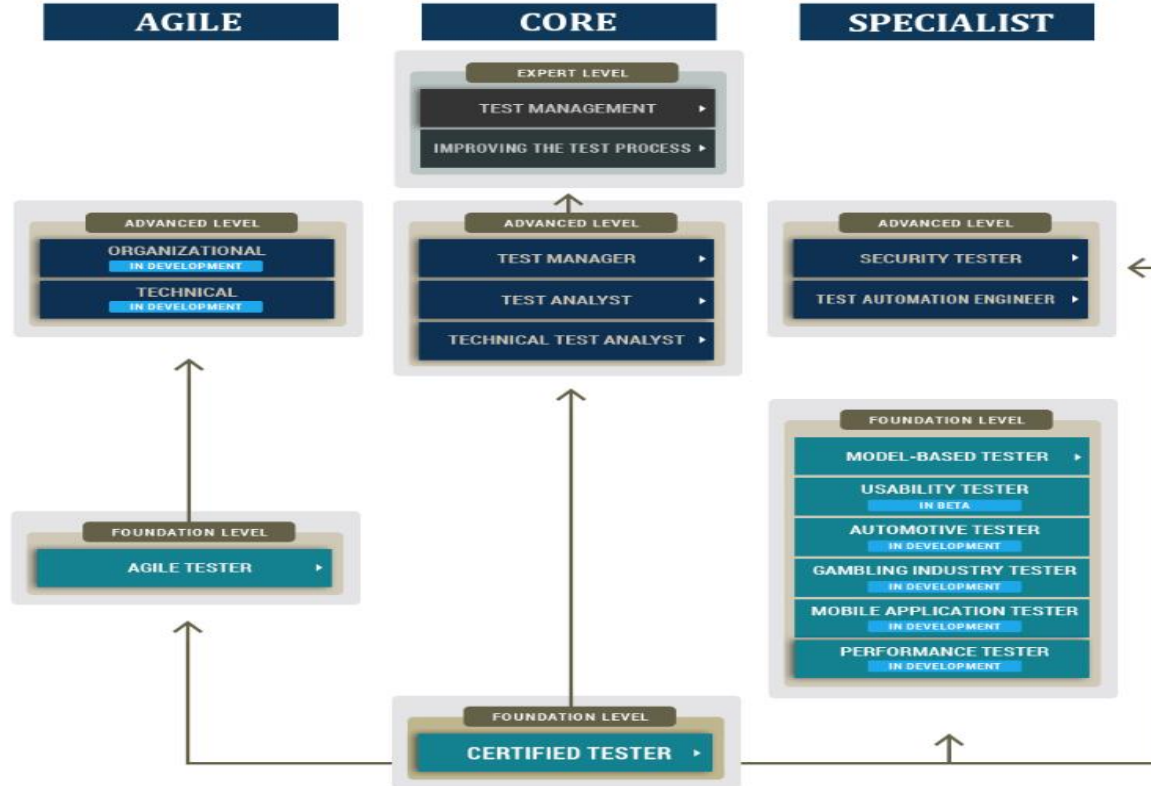 AGILE
CORE
SPECIALIST
EXPERT LEVEL
TEST MANAGEMENT
IMPROVING THE TEST PROCESS
ADVANCED LEVEL
ORGANIZATIONAL
IN DEVELOPMENT
TECHNICAL
IN DEVELOPMENT
ADVANCED LEVEL
TEST MANAGER
TEST ANALYST
TECHNICAL TEST ANALYST
ADVANCED LEVEL
SECURITY TESTER
TEST AUTOMATION ENGINEER
FOUNDATION LEVEL
AGILE TESTER
FOUNDATION LEVEL
MODEL-BASED TESTER
USABILITY TESTER
IN BETA
AUTOMOTIVE TESTER
IN DEVELOPMENT
GAMBLING INDUSTRY TESTER
IN DEVELOPMENT
MOBILE APPLICATION TESTER
IN DEVELOPMENT
PERFORMANCE TESTER
IN DEVELOPMENT
FOUNDATION LEVEL
CERTIFIED TESTER